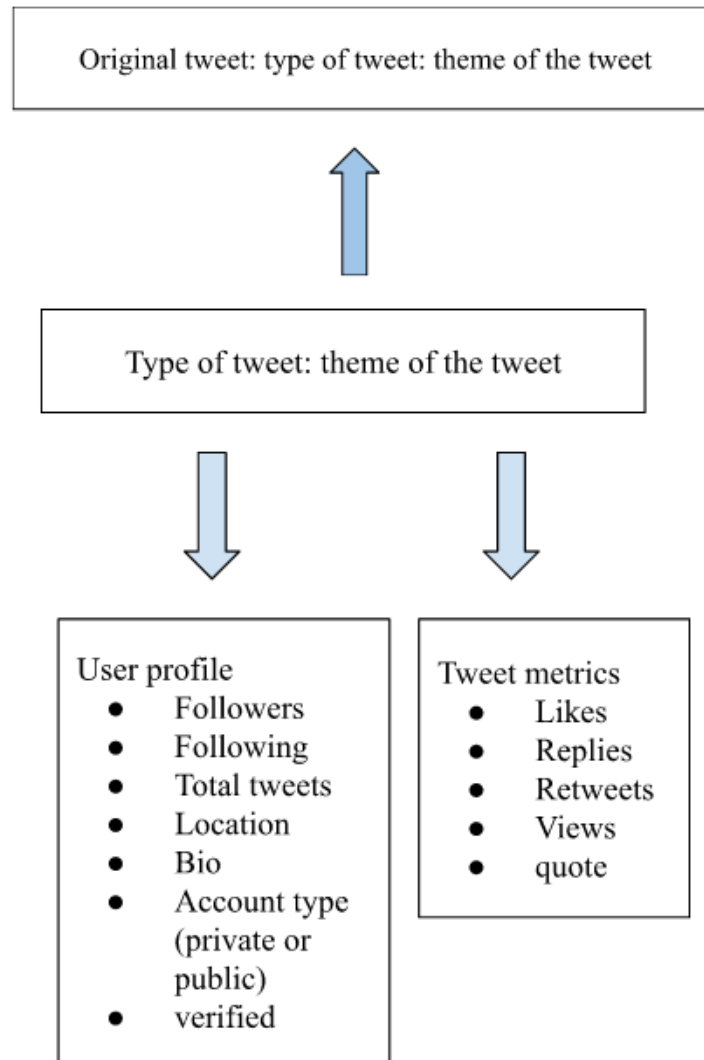 Original tweet: type of tweet: theme of the tweet
Type of tweet: theme of the tweet
User profile
● Followers
● Following
● Total tweets
● Location
● Bio
● Account type
(private or
public)
● verified
Tweet metrics
● Likes
● Replies
● Retweets
● Views
● quote